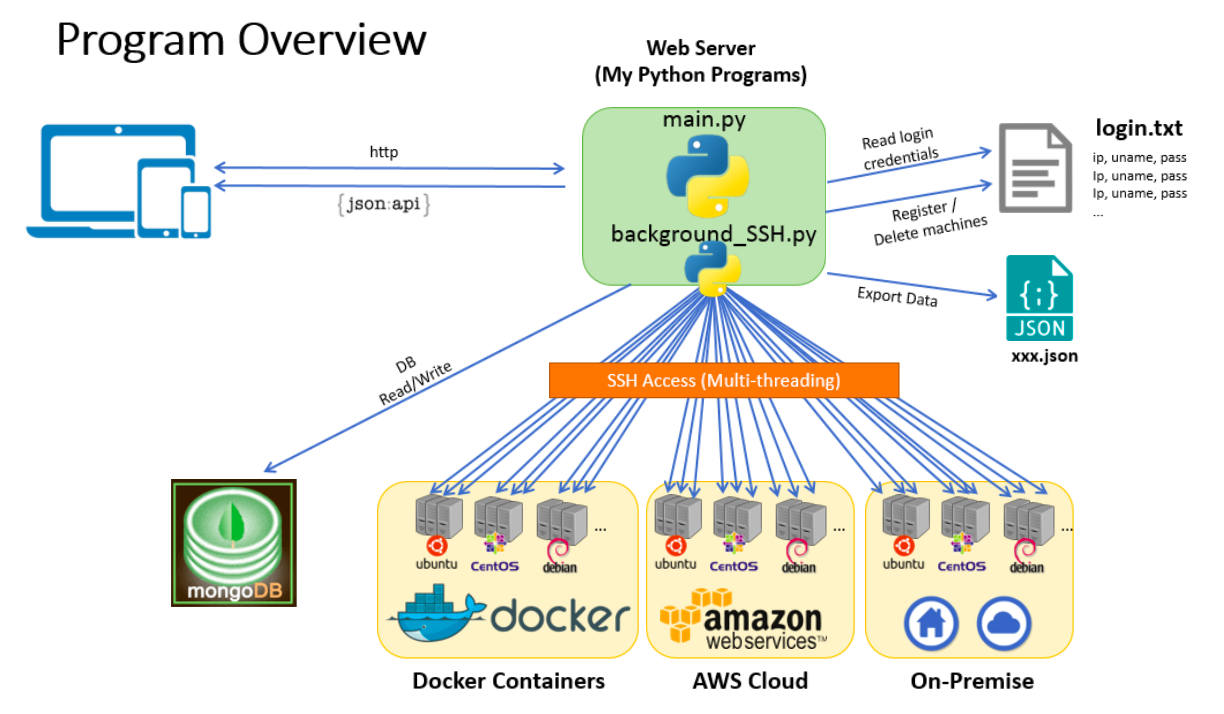 Program Overview
Web Server
(My Python Programs)
main.py
background_SSH.py
http
{json:api}
Read login
credentials
Register /
Delete machines
login.txt
ip, uname, pass
Ip, uname, pass
Ip, uname, pass
...
Export Data
{;}
JSON
xxx.json
DB
Read/Write
SSH Access (Multi-threading)
mongoDB
ubuntu CentOS debian ...
docker
Docker Containers
ubuntu CentOS debian ...
amazon
webservices™
AWS Cloud
ubuntu CentOS debian ...
On-Premise